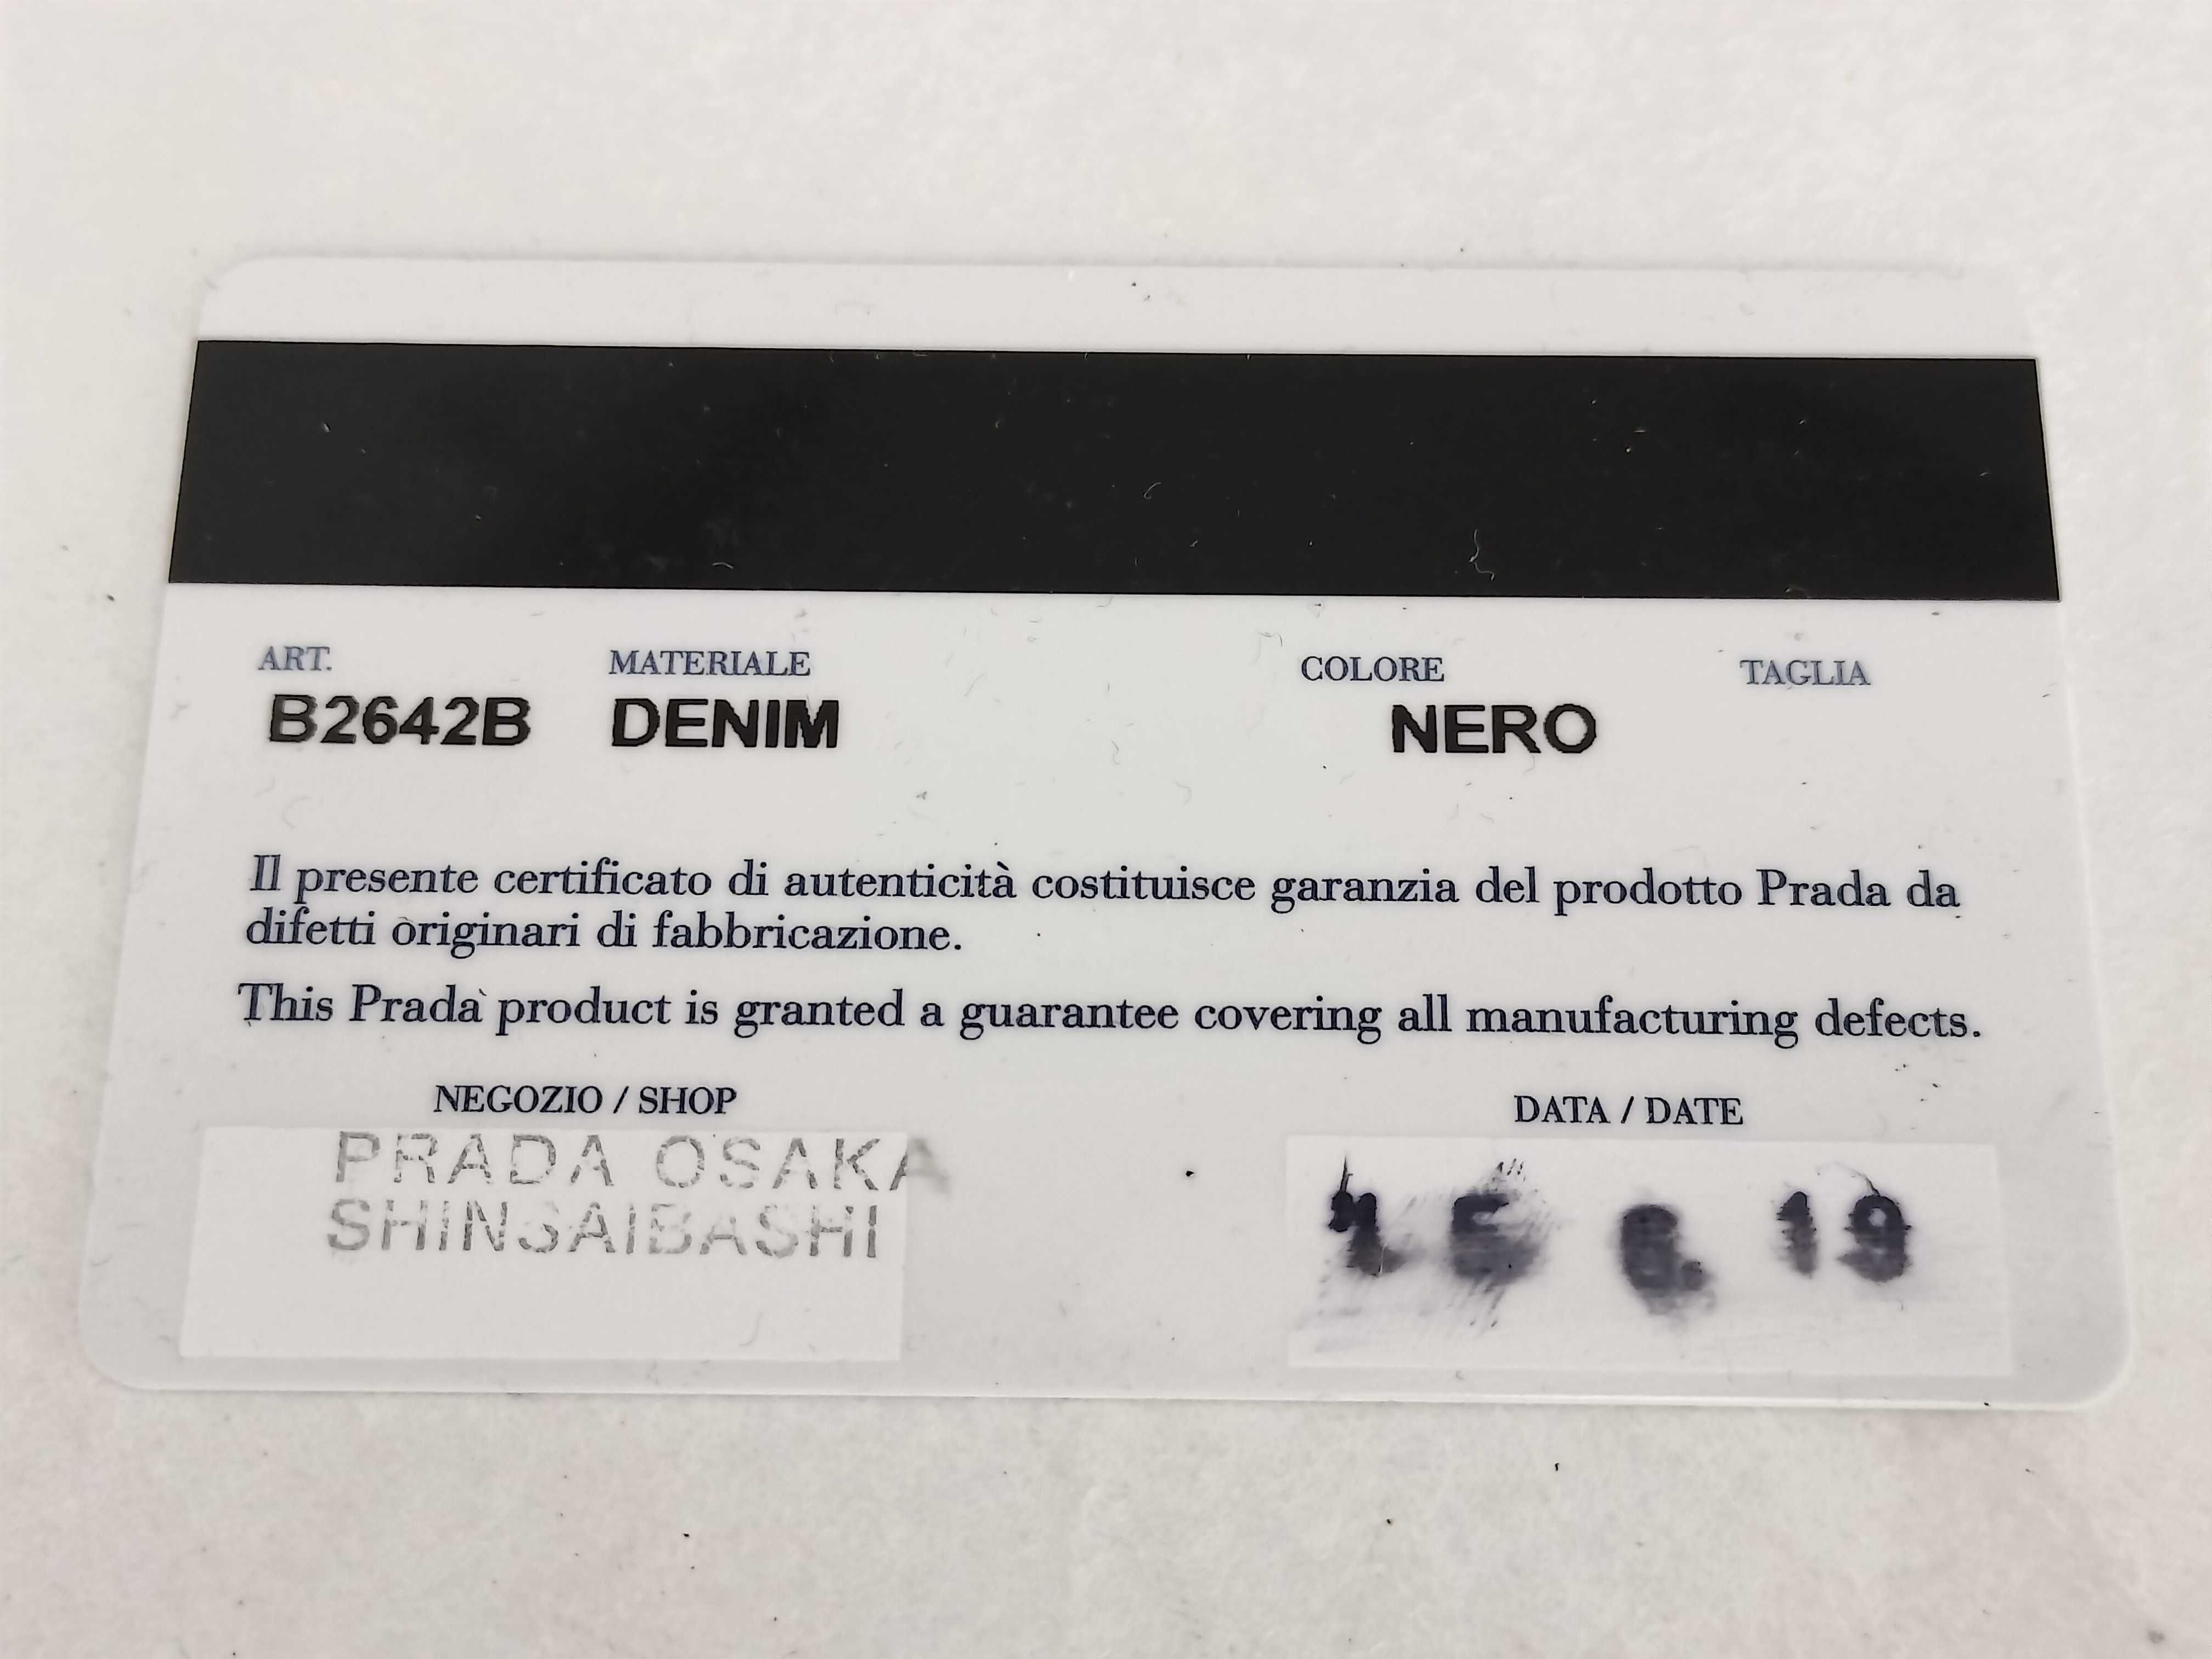 ART. MATERIALE COLORE TAGLIA
B2642B DENIM NERO
Il presente certificato di autenticità costituisce garanzia del prodotto Prada da
difetti originari di fabbricazione.
This Prada product is granted a guarantee covering all manufacturing defects.
NEGOZIO / SHOP DATA / DATE
PRADA OSAKA
SHINSAIBASHI
19